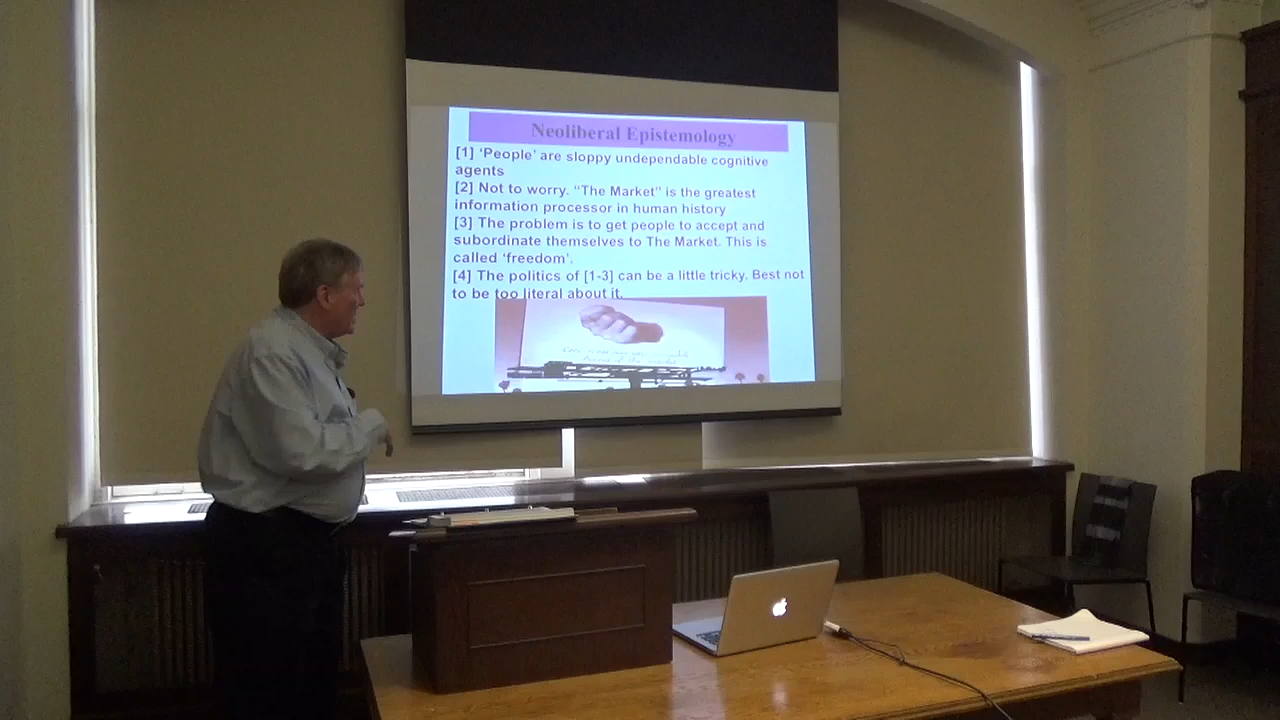 Neoliberal Epistemology
[1] ‘People’ are sloppy undependable cognitive
agents
[2] Not to worry. “The Market” is the greatest
information processor in human history
[3] The problem is to get people to accept and
subordinate themselves to The Market. This is
called ‘freedom’.
[4] The politics of [1-3] can be a little tricky. Best not
to be too literal about it.